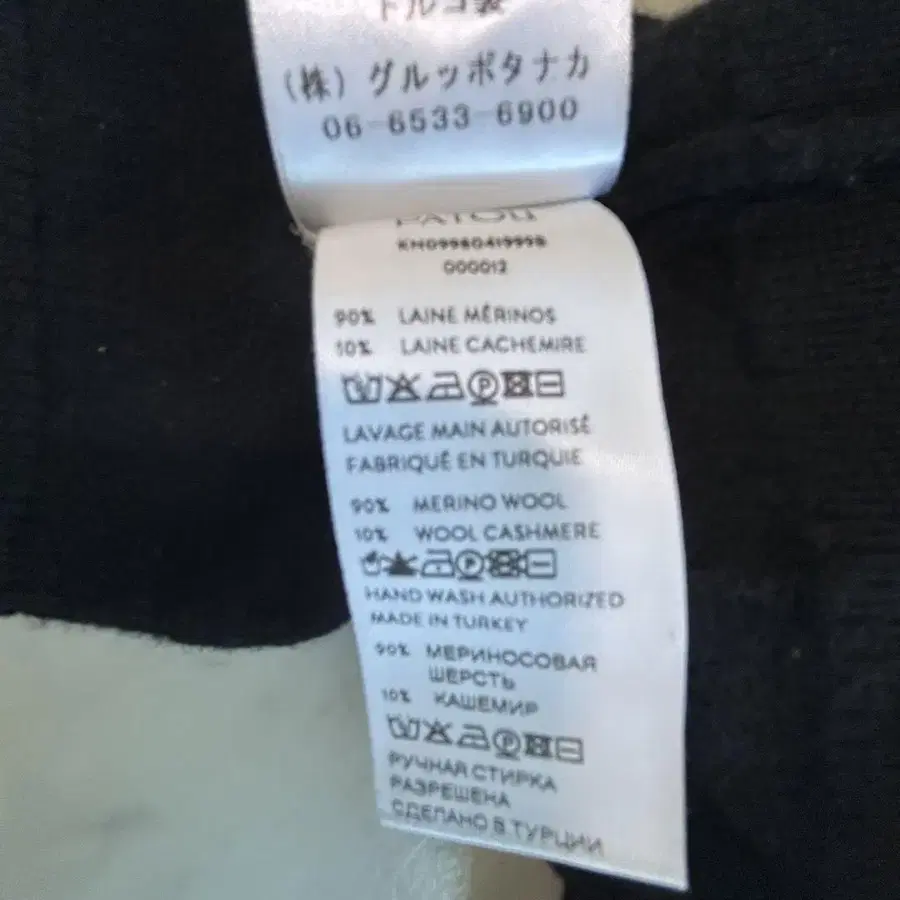 トルコ製
(株)グルッポタナカ
06-6533-6900
PATOU
KN0998041999B
000012
90% LAINE MÉRINOS
10% LAINE CACHEMIRE
LAVAGE MAIN AUTORISÉ
FABRIQUÉ EN TURQUIE
90% MERINO WOOL
10% WOOL CASHMERE
HAND WASH AUTHORIZED
MADE IN TURKEY
90% МЕРИНОСОВАЯ
ШЕРСТЬ
10% КАШЕМИР
РУЧНАЯ СТИРКА
РАЗРЕШЕНА
СДЕЛАНО В ТУРЦИИ